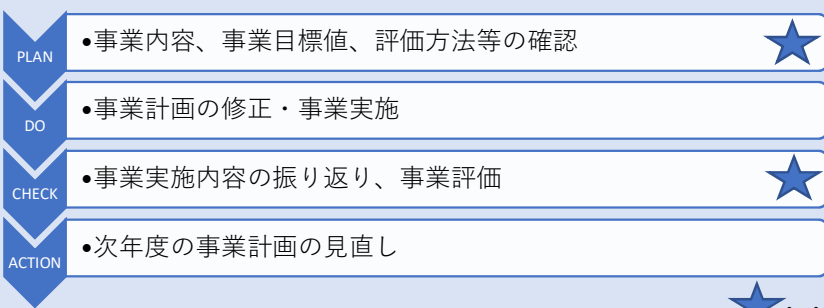 PLAN
•事業内容、事業目標値、評価方法等の確認
DO
•事業計画の修正・事業実施
CHECK
•事業実施内容の振り返り、事業評価
ACTION
•次年度の事業計画の見直し